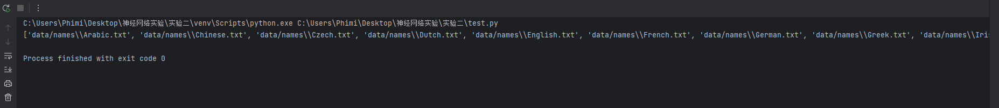 C:\Users\Phimi\Desktop\神经网络实验\实验二\venv\Scripts\python.exe C:\Users\Phimi\Desktop\神经网络实验\实验二\test.py
['data/names\\Arabic.txt', 'data/names\\Chinese.txt', 'data/names\\Czech.txt', 'data/names\\Dutch.txt', 'data/names\\English.txt', 'data/names\\French.txt', 'data/names\\German.txt', 'data/names\\Greek.txt', 'data/names\\Iris
Process finished with exit code 0